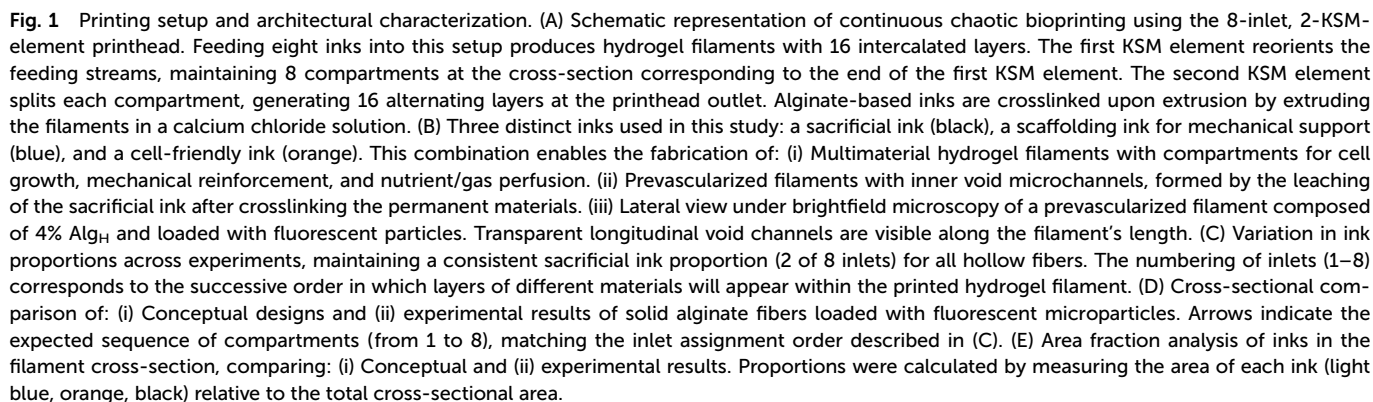 Fig. 1 Printing setup and architectural characterization. (A) Schematic representation of continuous chaotic bioprinting using the 8-inlet, 2-KSM-
element printhead. Feeding eight inks into this setup produces hydrogel filaments with 16 intercalated layers. The first KSM element reorients the
feeding streams, maintaining 8 compartments at the cross-section corresponding to the end of the first KSM element. The second KSM element
splits each compartment, generating 16 alternating layers at the printhead outlet. Alginate-based inks are crosslinked upon extrusion by extruding
the filaments in a calcium chloride solution. (B) Three distinct inks used in this study: a sacrificial ink (black), a scaffolding ink for mechanical support
(blue), and a cell-friendly ink (orange). This combination enables the fabrication of: (i) Multimaterial hydrogel filaments with compartments for cell
growth, mechanical reinforcement, and nutrient/gas perfusion. (ii) Prevascularized filaments with inner void microchannels, formed by the leaching
of the sacrificial ink after crosslinking the permanent materials. (iii) Lateral view under brightfield microscopy of a prevascularized filament composed
of 4% AlgH and loaded with fluorescent particles. Transparent longitudinal void channels are visible along the filament's length. (C) Variation in ink
proportions across experiments, maintaining a consistent sacrificial ink proportion (2 of 8 inlets) for all hollow fibers. The numbering of inlets (1–8)
corresponds to the successive order in which layers of different materials will appear within the printed hydrogel filament. (D) Cross-sectional com-
parison of: (i) Conceptual designs and (ii) experimental results of solid alginate fibers loaded with fluorescent microparticles. Arrows indicate the
expected sequence of compartments (from 1 to 8), matching the inlet assignment order described in (C). (E) Area fraction analysis of inks in the
filament cross-section, comparing: (i) Conceptual and (ii) experimental results. Proportions were calculated by measuring the area of each ink (light
blue, orange, black) relative to the total cross-sectional area.